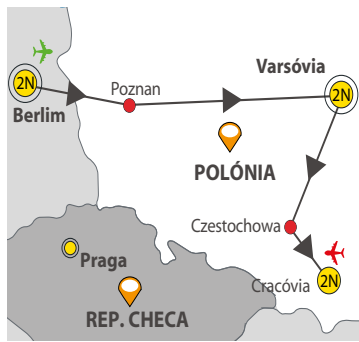 2N
Berlim
Poznan
Varsóvia
2N
POLÓNIA
Czestochowa
Praga
2N
Cracóvia
REP. CHECA